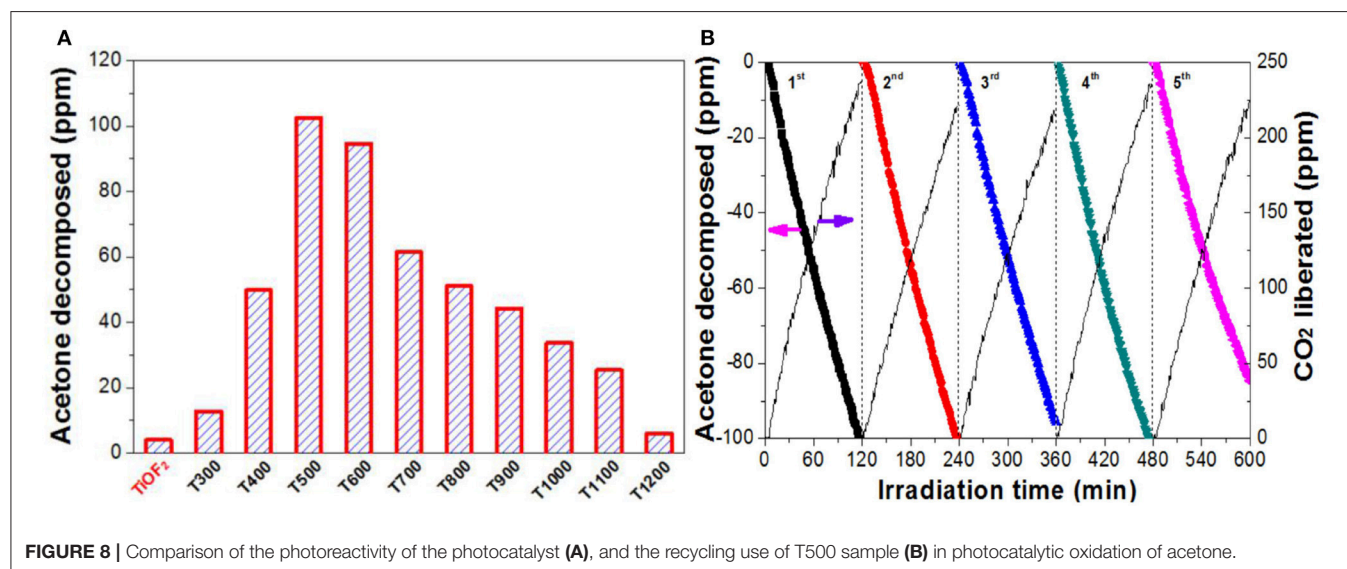 A
120
100
80
60
40
20
0
Acetone decomposed (ppm)
TiOF₂
T300
T400
T500
T600
T700
T800
T900
T1000
T1100
T1200
B
0
-20
-40
-60
-80
-100
Acetone decomposed (ppm)
1st
2nd
3rd
4th
5th
250
200
150
100
50
0
CO₂ liberated (ppm)
0 60 120 180 240 300 360 420 480 540 600
Irradiation time (min)
FIGURE 8 | Comparison of the photoreactivity of the photocatalyst (A), and the recycling use of T500 sample (B) in photocatalytic oxidation of acetone.